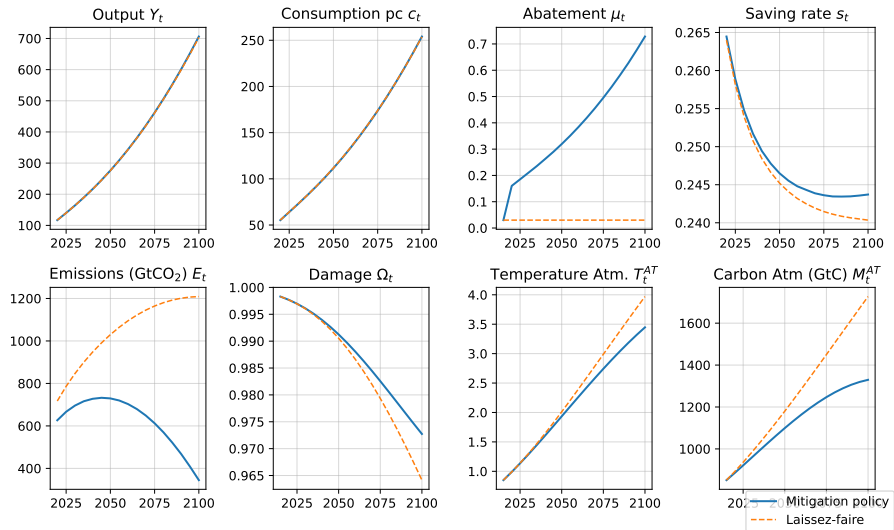 Output Y_t
Consumption pc c_t
Abatement μ_t
Saving rate s_t
700
600
500
400
300
200
100
2025 2050 2075 2100
250
200
150
100
50
2025 2050 2075 2100
0.7
0.6
0.5
0.4
0.3
0.2
0.1
0.0
2025 2050 2075 2100
0.265
0.260
0.255
0.250
0.245
0.240
2025 2050 2075 2100
Emissions (GtCO₂) E_t
Damage Ω_t
Temperature Atm. T_t^{AT}
Carbon Atm (GtC) M_t^{AT}
1200
1000
800
600
400
2025 2050 2075 2100
1.000
0.995
0.990
0.985
0.980
0.975
0.970
0.965
2025 2050 2075 2100
4.0
3.5
3.0
2.5
2.0
1.5
1.0
2025 2050 2075 2100
1600
1400
1200
1000
Mitigation policy
Laissez-faire